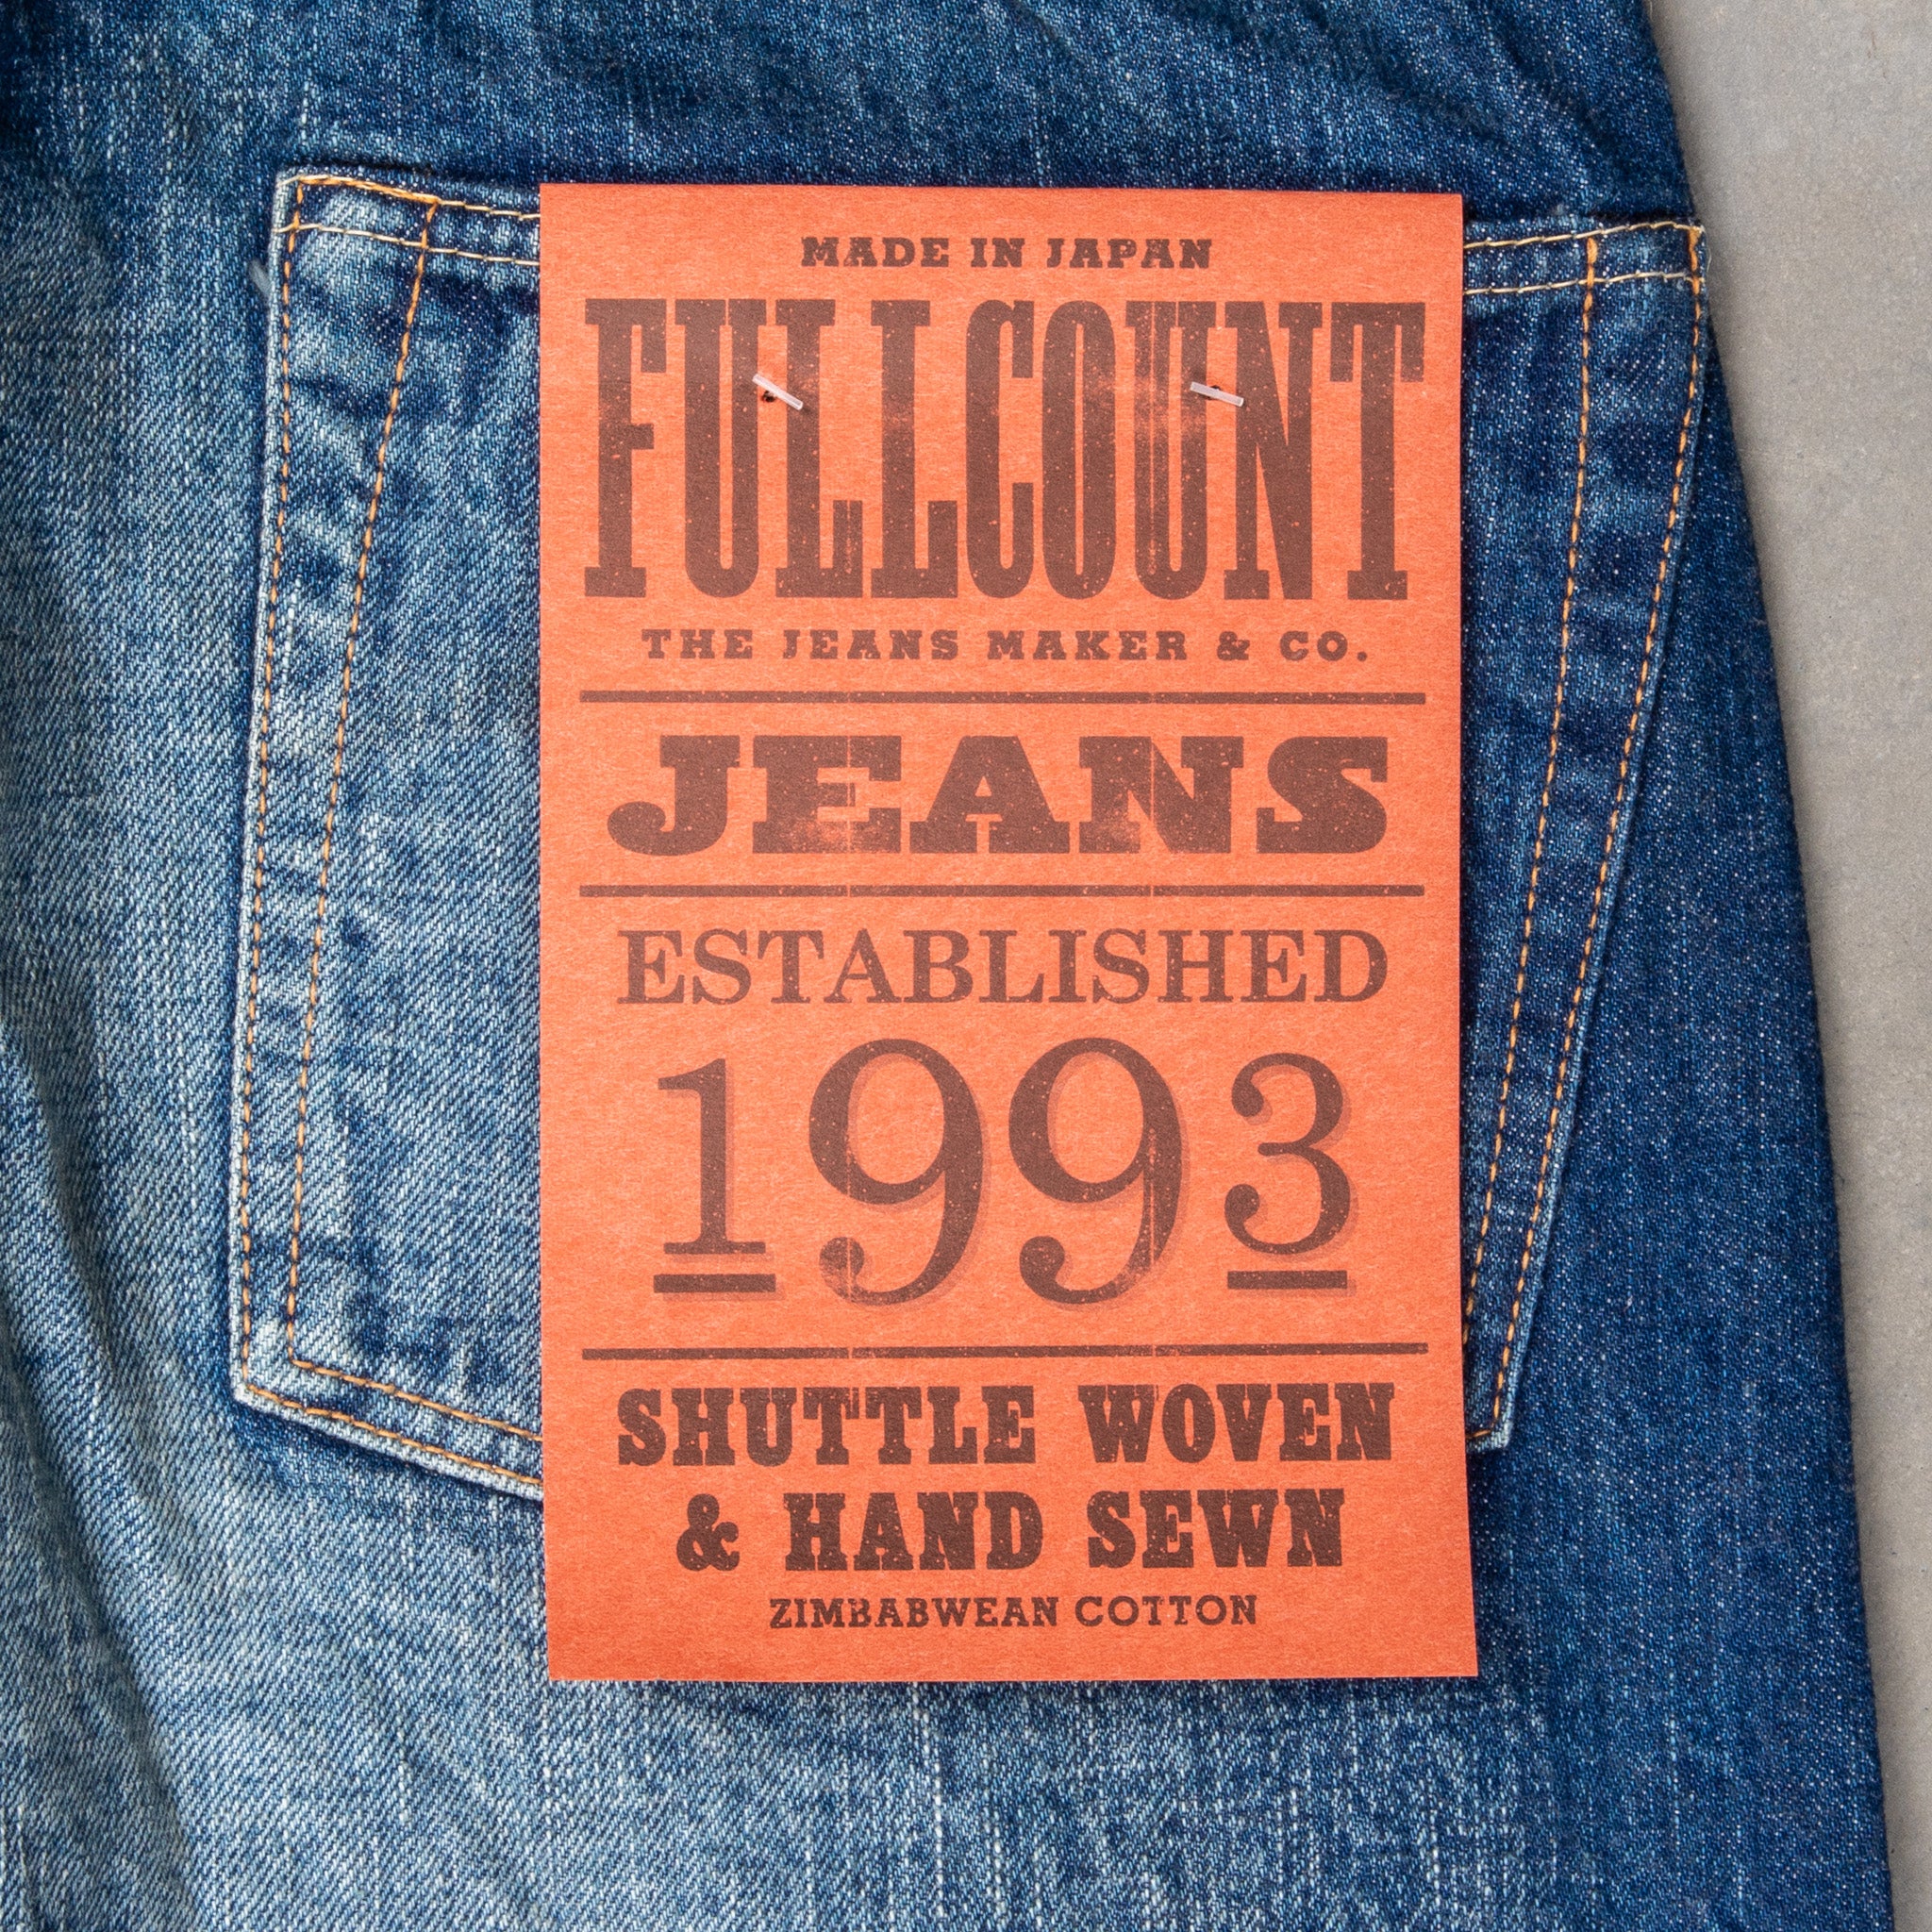 MADE IN JAPAN
FULLCOUNT
THE JEANS MAKER & CO.
JEANS
ESTABLISHED
1993
SHUTTLE WOVEN
& HAND SEWN
ZIMBABWEAN COTTON